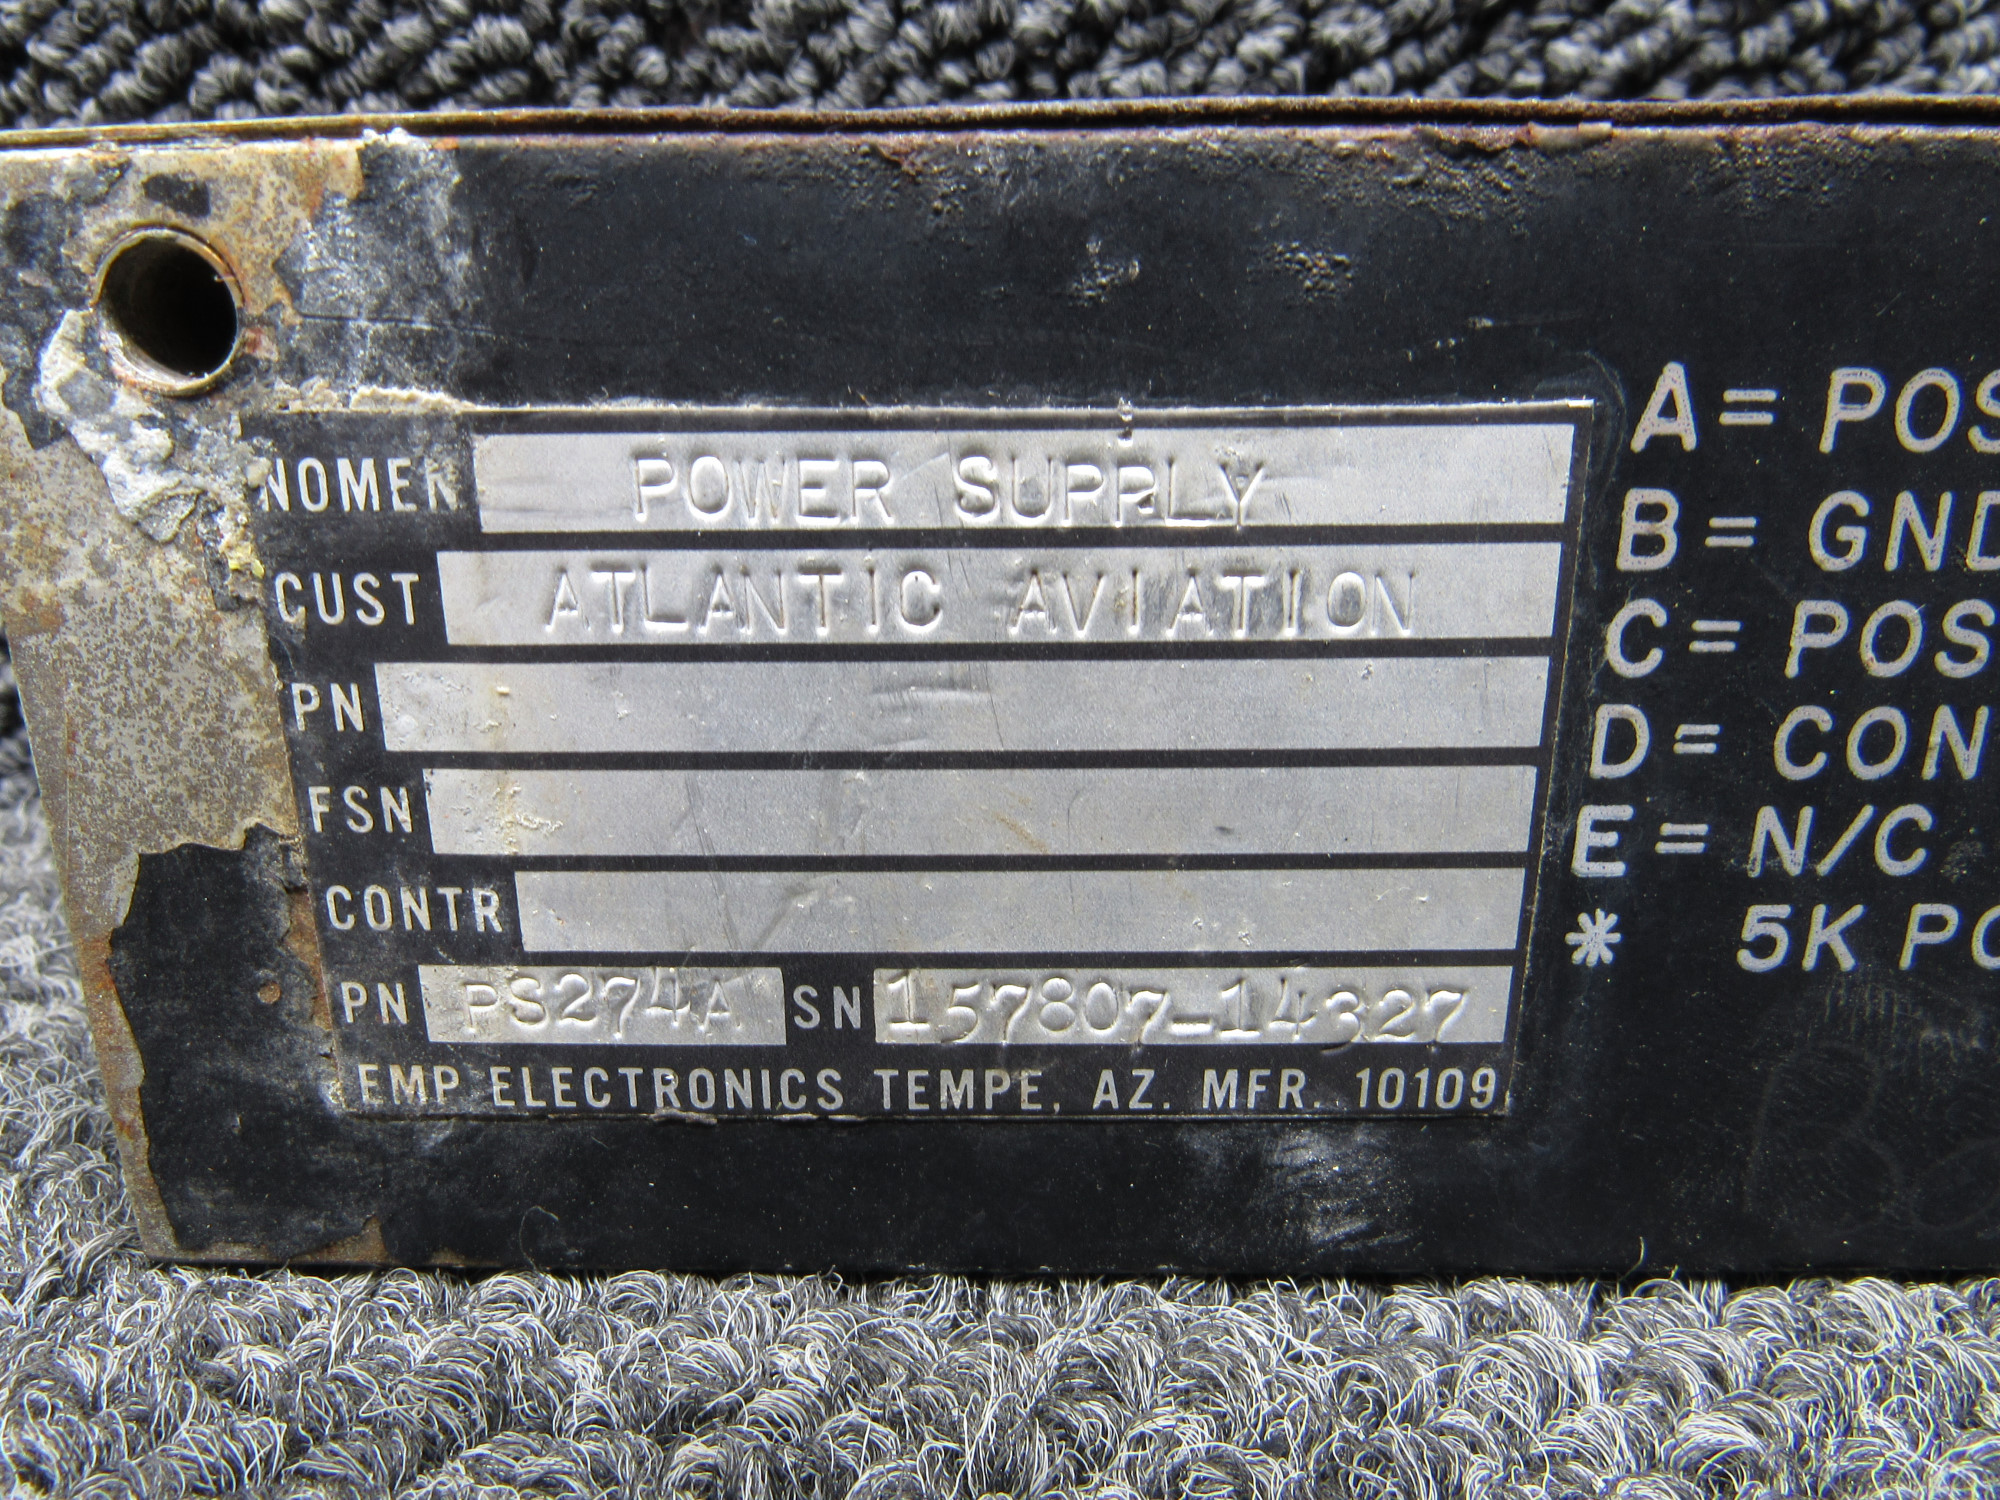 NOMEN POWER SUPPLY
CUST ATLANTIC AVIATION
PN
FSN
CONTR
PN PS274A SN 157807-14327
EMP ELECTRONICS TEMPE, AZ. MFR. 10109
A = POS
B = GND
C = POS
D = CON
E = N/C
* 5K PO